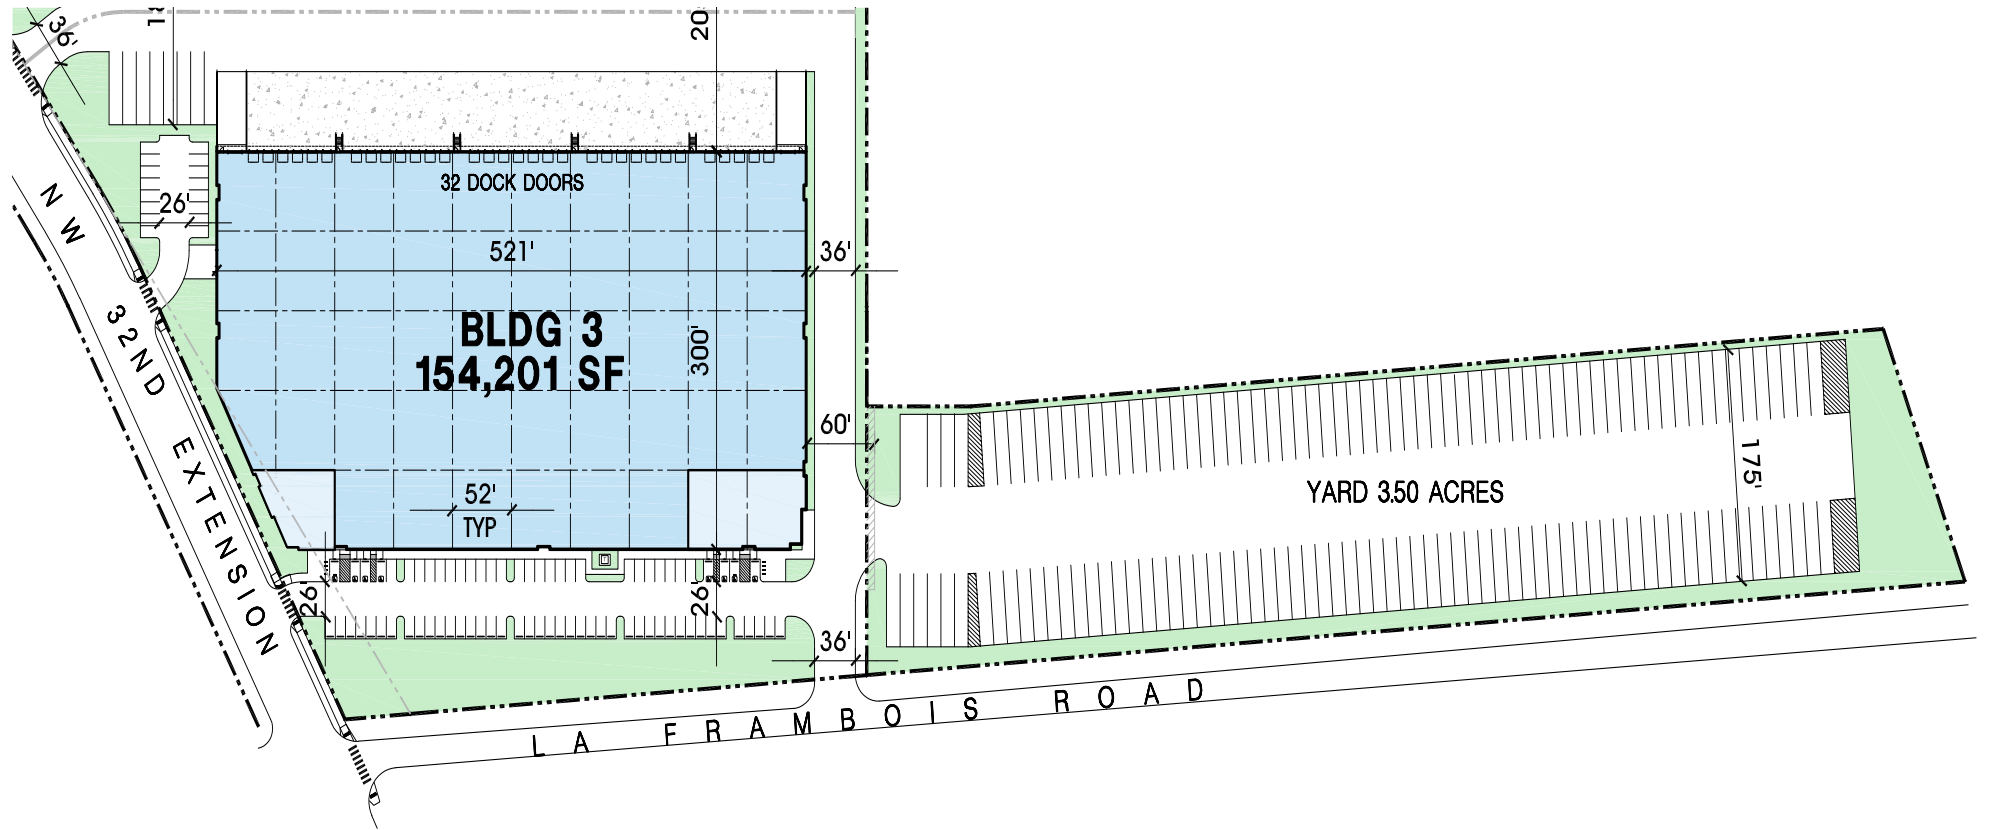 36'
20
32 DOCK DOORS
26'
521'
36'
BLDG 3
154,201 SF
300'
60'
52'
TYP
175'
YARD 3.50 ACRES
26'
26'
36'
NW 32ND EXTENSION
LA FRAMBOIS ROAD